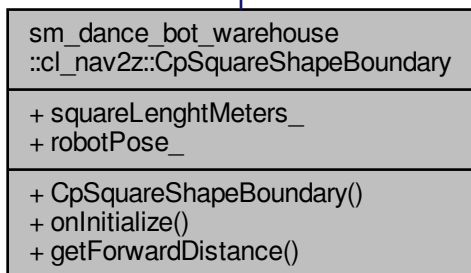 sm_dance_bot_warehouse
::cl_nav2z::CpSquareShapeBoundary
+ squareLenghtMeters_
+ robotPose_
+ CpSquareShapeBoundary()
+ onInitialize()
+ getForwardDistance()